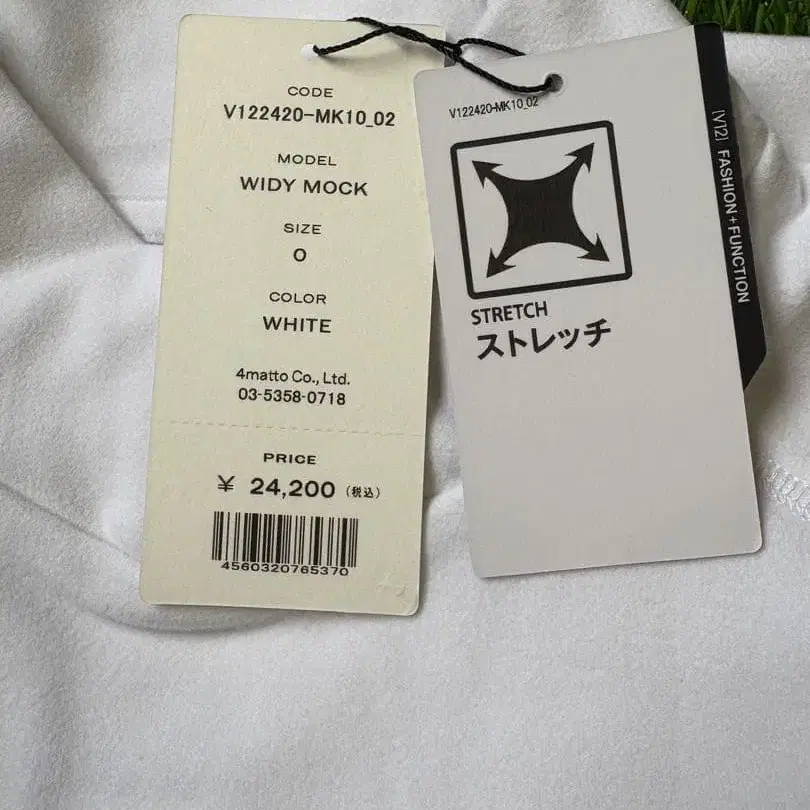 CODE
V122420-MK10_02
MODEL
WIDY MOCK
SIZE
0
COLOR
WHITE
4matto Co., Ltd.
03-5358-0718
PRICE
¥ 24,200 (税込)
4560320765370
V122420-MK10_02
STRETCH
ストレッチ
[V12] FASHION+FUNCTION